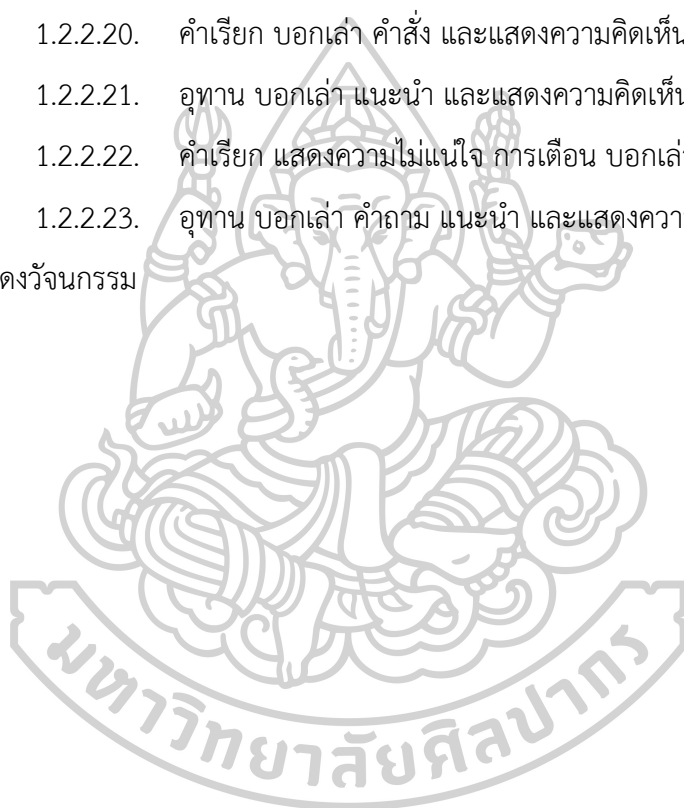 1.2.2.20. คำเรียก บอกเล่า คำสั่ง และแสดงความคิดเห็น
1.2.2.21. อุทาน บอกเล่า แนะนำ และแสดงความคิดเห็น
1.2.2.22. คำเรียก แสดงความไม่แน่ใจ การเตือน บอกเล่า
1.2.2.23. อุทาน บอกเล่า คำถาม แนะนำ และแสดงความ
ดงวัจนกรรม
มหาวิทยาลัยศิลปากร